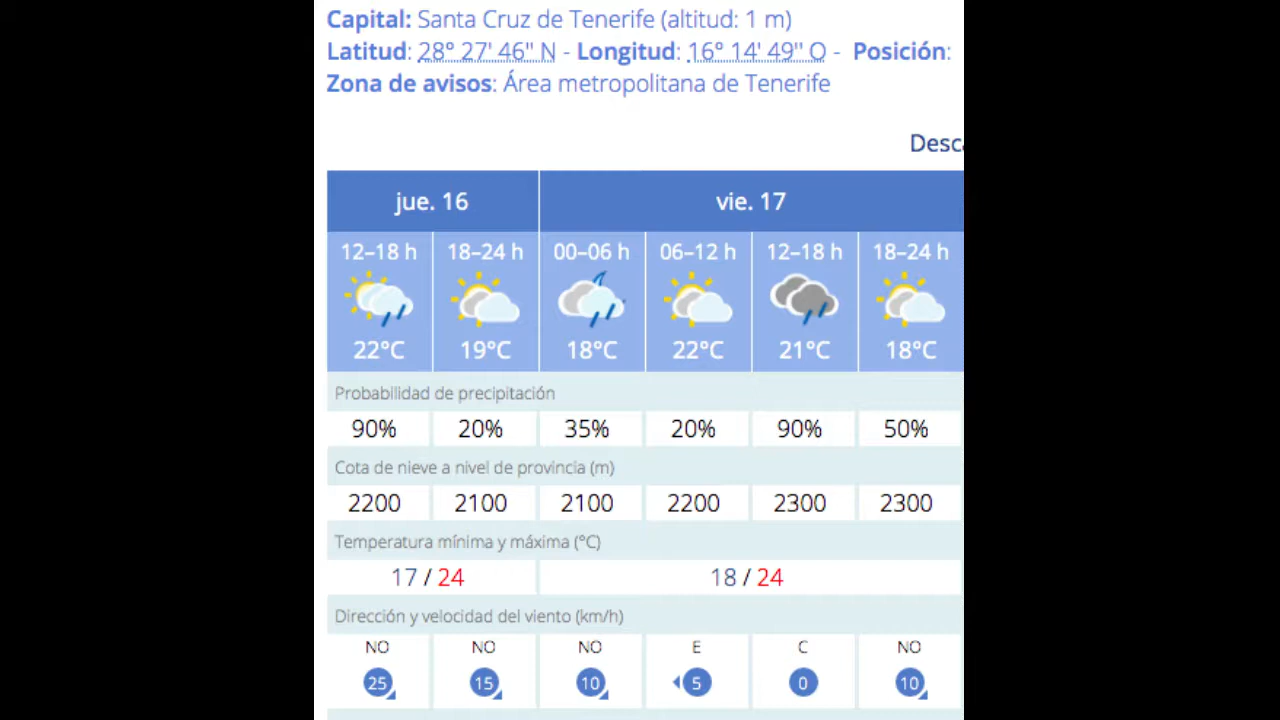 Capital: Santa Cruz de Tenerife (altitud: 1 m)
Latitud: 28° 27' 46'' N - Longitud: 16° 14' 49'' O - Posición:
Zona de avisos: Área metropolitana de Tenerife
jue. 16 vie. 17
12–18 h 18–24 h 00–06 h 06–12 h 12–18 h 18–24 h
22°C 19°C 18°C 22°C 21°C 18°C
Probabilidad de precipitación
90% 20% 35% 20% 90% 50%
Cota de nieve a nivel de provincia (m)
2200 2100 2100 2200 2300 2300
Temperatura mínima y máxima (°C)
17 / 24 18 / 24
Dirección y velocidad del viento (km/h)
NO NO NO E C NO
25 15 10 5 0 10